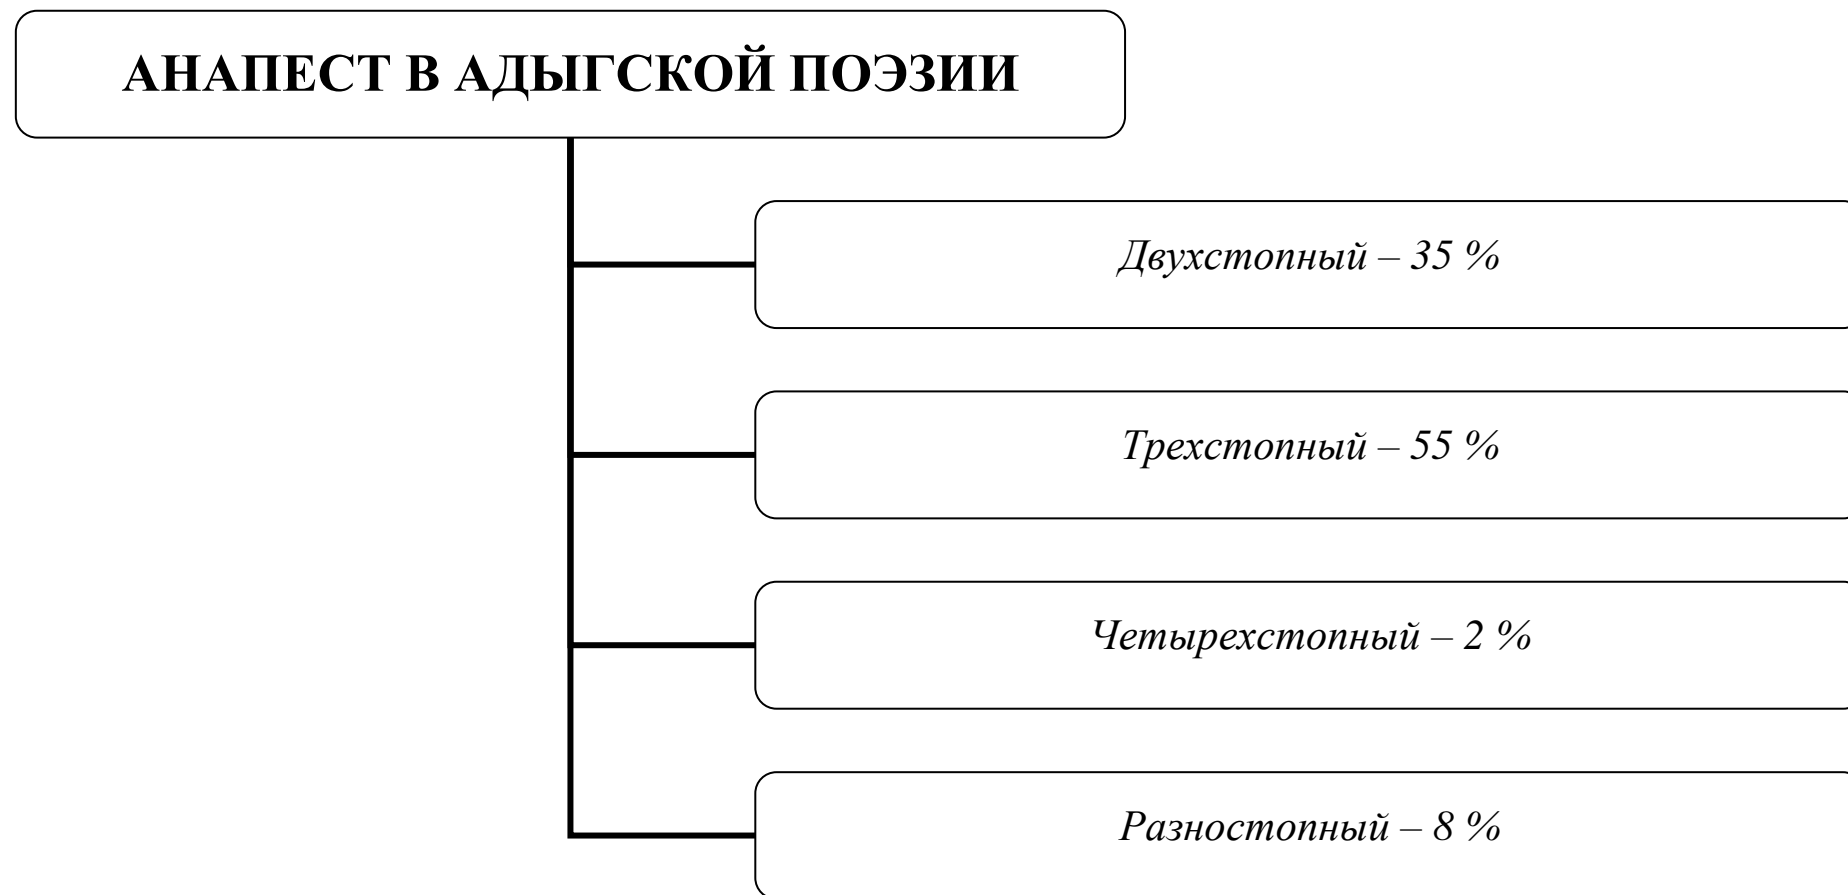 АНАПЕСТ В АДЫГСКОЙ ПОЭЗИИ
Двухстопный – 35 %
Трехстопный – 55 %
Четырехстопный – 2 %
Разностопный – 8 %